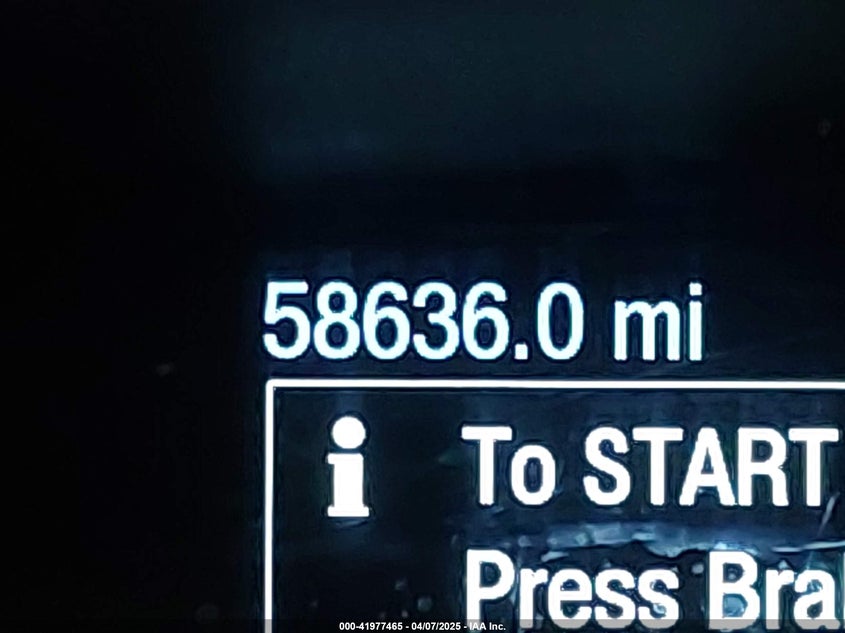 58636.0 mi
i To START
Press Bra
000-41977465 - 04/07/2025 - IAA Inc.